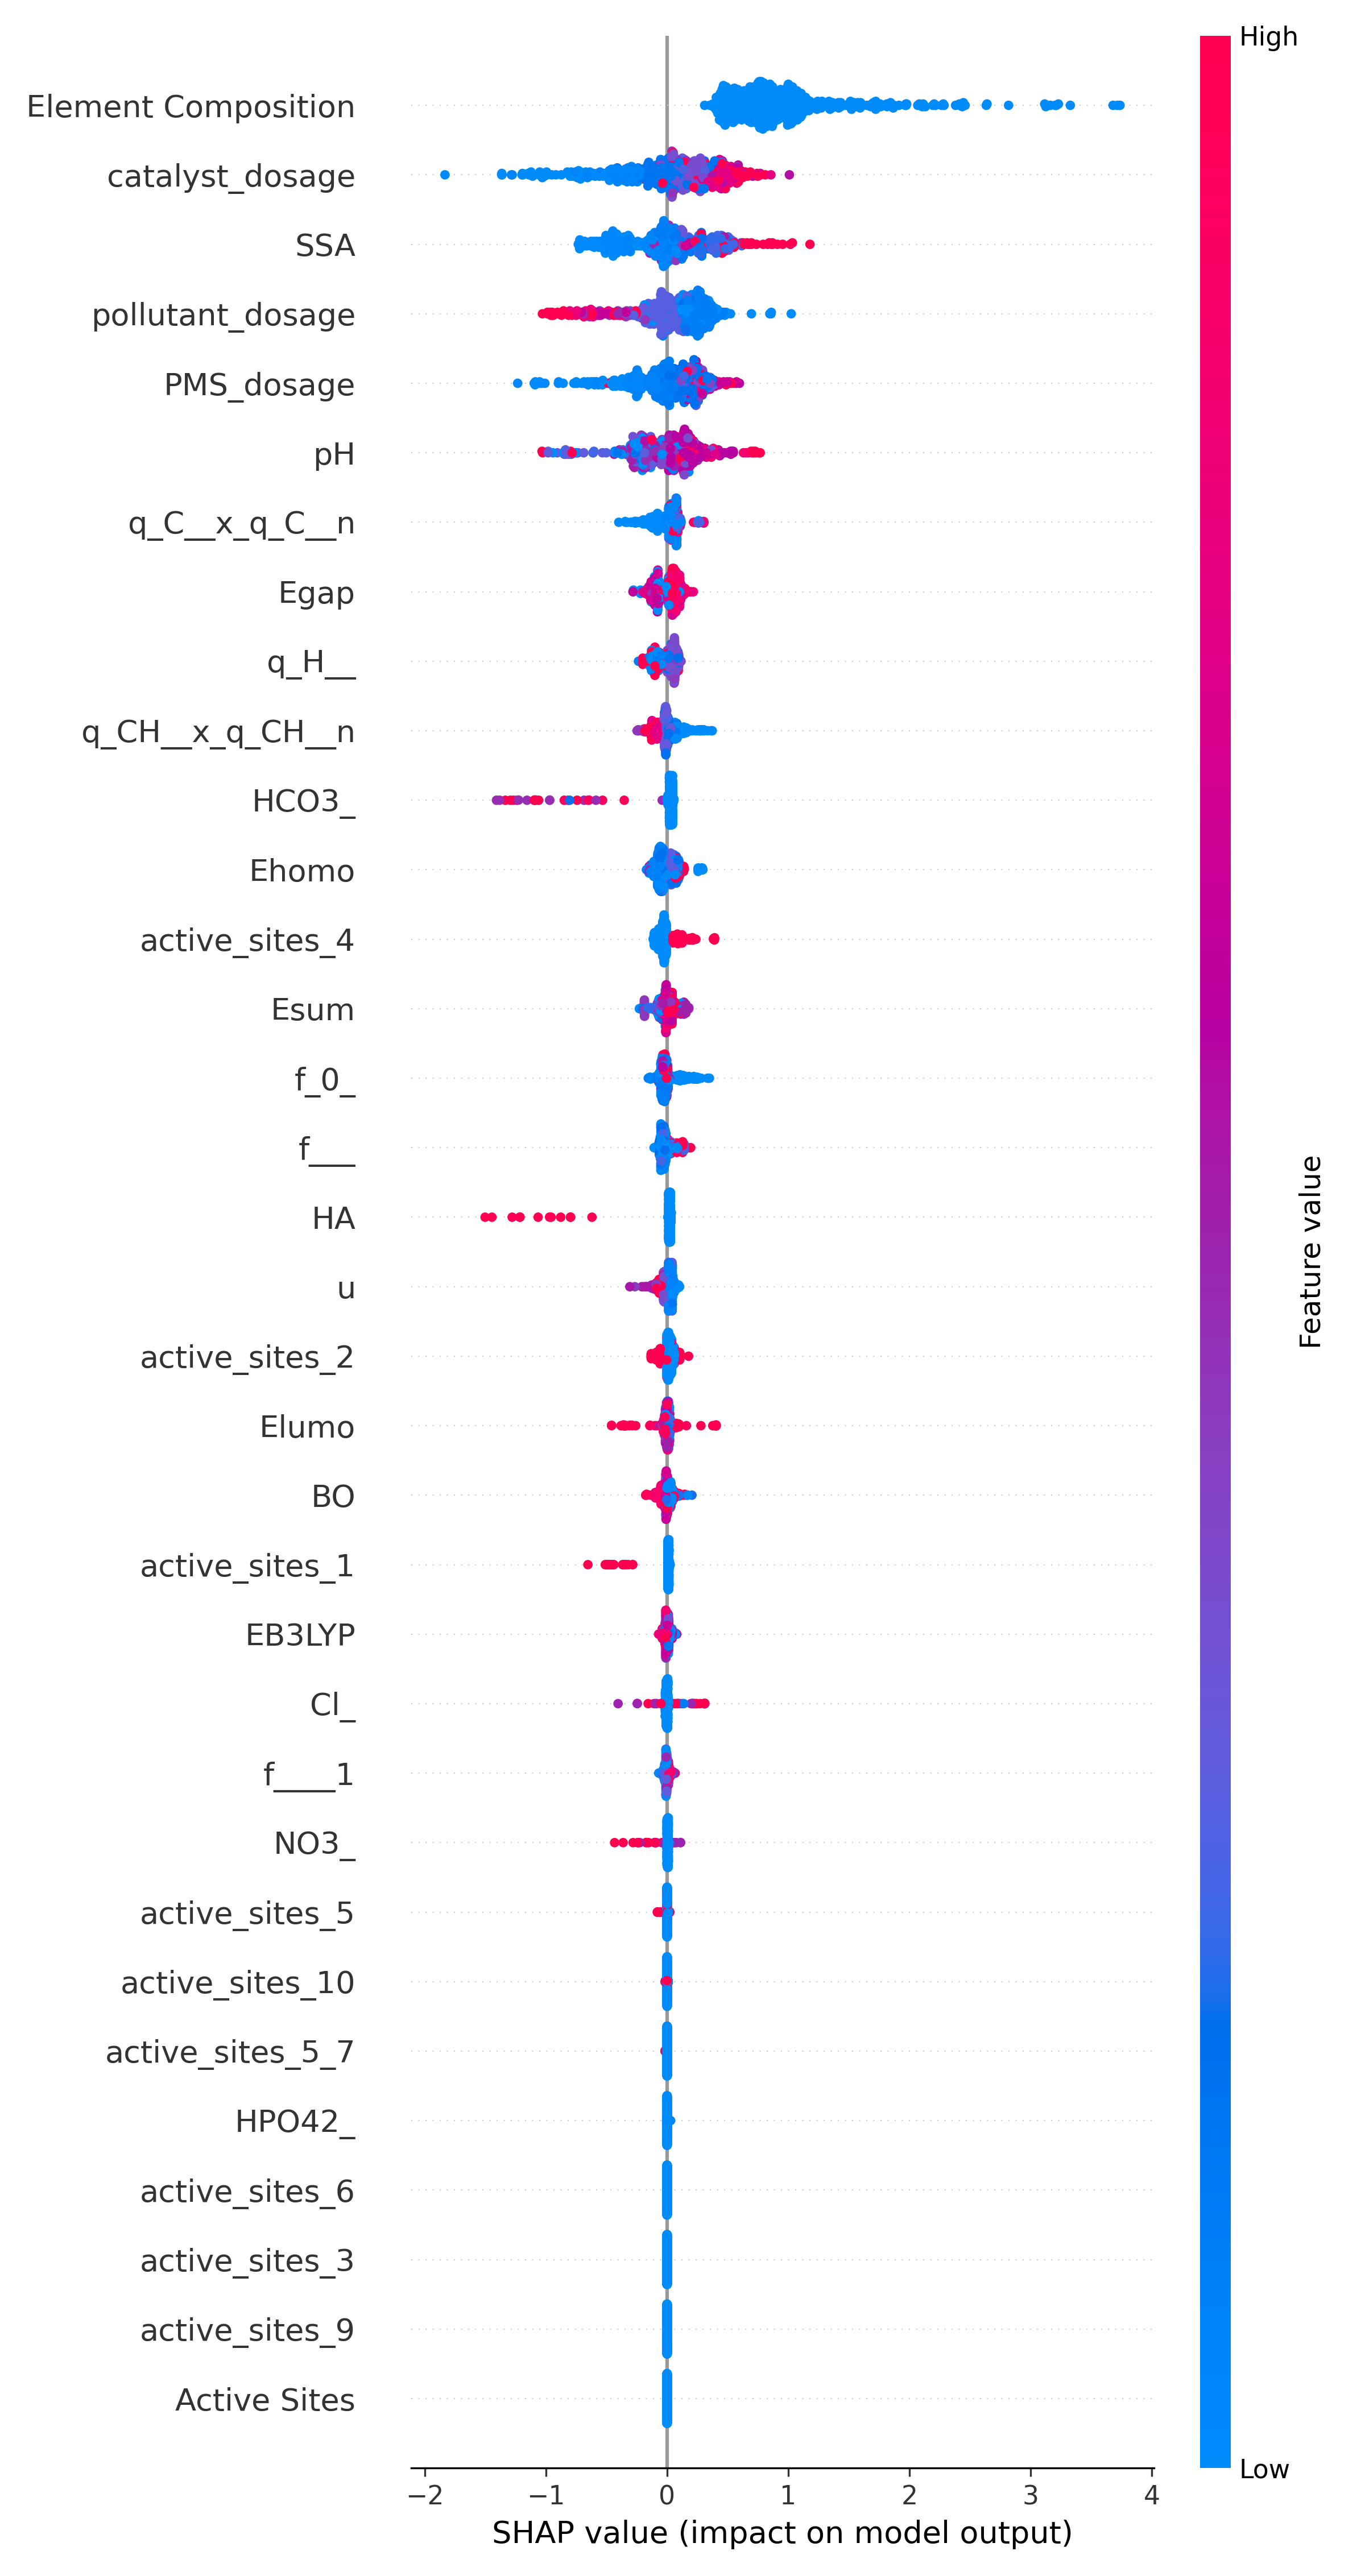 High
Element Composition
catalyst_dosage
SSA
pollutant_dosage
PMS_dosage
pH
q_C__x_q_C__n
Egap
q_H__
q_CH__x_q_CH__n
HCO3_
Ehomo
active_sites_4
Esum
f_0_
f___
HA
u
active_sites_2
Elumo
BO
active_sites_1
EB3LYP
Cl_
f____1
NO3_
active_sites_5
active_sites_10
active_sites_5_7
HPO42_
active_sites_6
active_sites_3
active_sites_9
Active Sites
Feature value
Low
−2 −1 0 1 2 3 4
SHAP value (impact on model output)